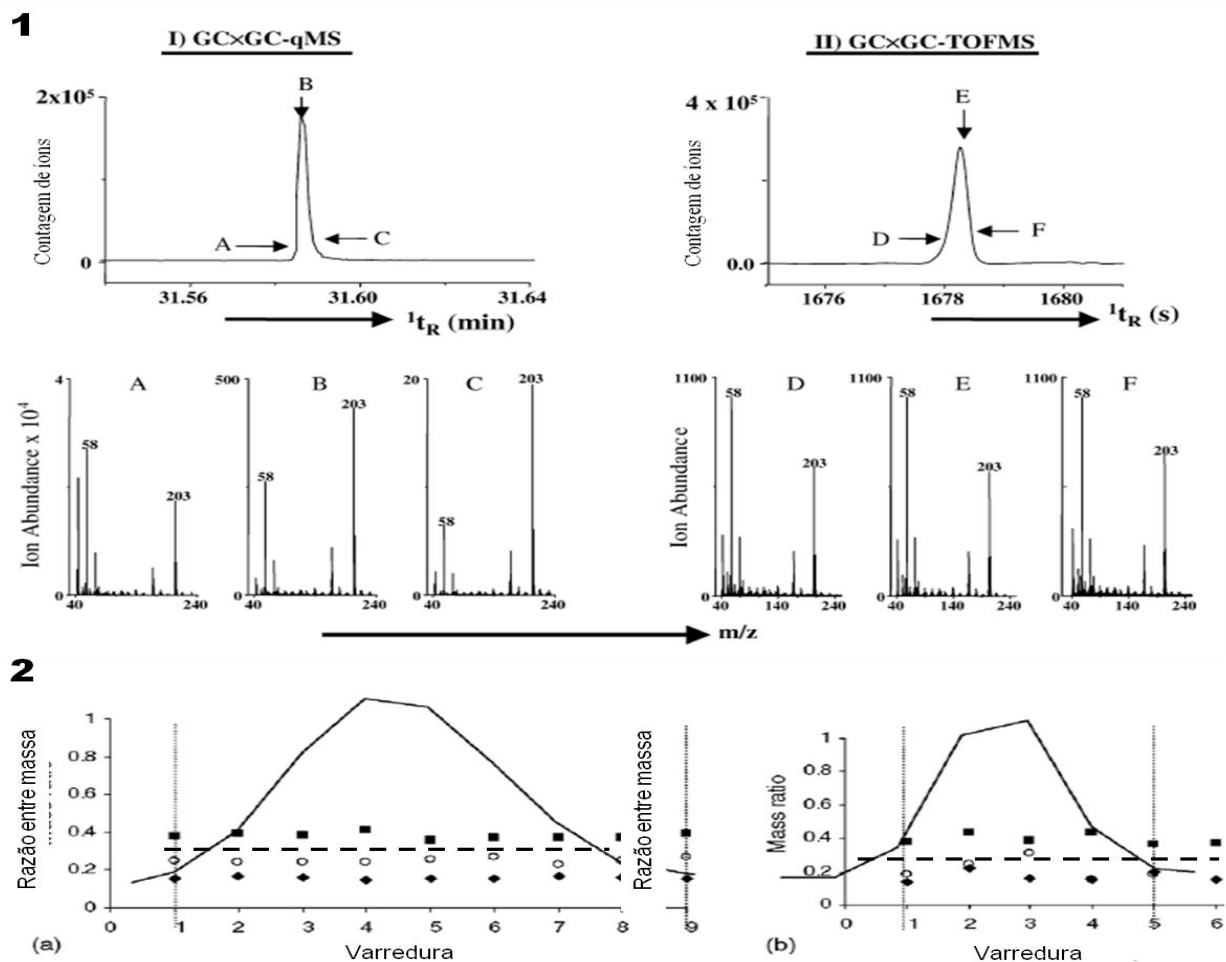 1
I) GC×GC-qMS
II) GC×GC-TOFMS
2x10⁵
B
Contagem de ions
A
C
0
31.56 31.60 31.64
¹tR (min)
4 x 10⁵
E
Contagem de ions
D
F
0.0
1676 1678 1680
¹tR (s)
Ion Abundance x 10⁴
4
A
58
203
0
40 240
500
B
58
203
0
40 240
20
C
58
203
0
40 240
Ion Abundance
1100
D
58
203
0
40 140 240
1100
E
58
203
0
40 140 240
1100
F
58
203
0
40 140 240
m/z
2
Razão entre massa
1
0.8
0.6
0.4
0.2
0
0 1 2 3 4 5 6 7 8
(a)
Varredura
Razão entre massa
9
Mass ratio
1
0.8
0.6
0.4
0.2
0
0 1 2 3 4 5 6
(b)
Varredura